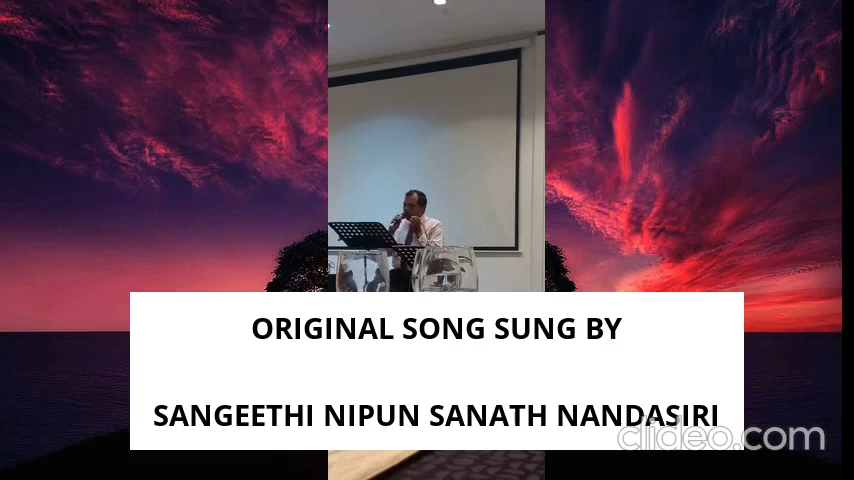 ORIGINAL SONG SUNG BY
SANGEETHI NIPUN SANATH NANDASIRI
clideo.com